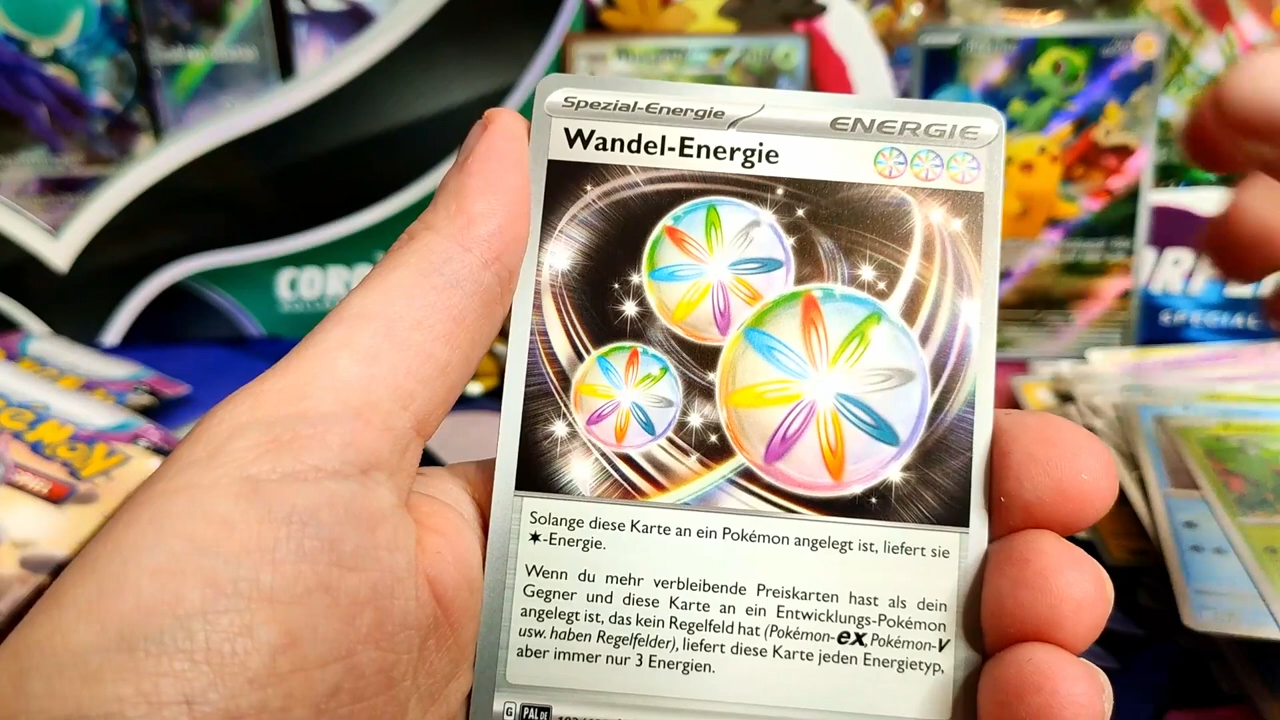 Spezial-Energie
ENERGIE
Wandel-Energie
Solange diese Karte an ein Pokémon angelegt ist, liefert sie
✶-Energie.
Wenn du mehr verbleibende Preiskarten hast als dein
Gegner und diese Karte an ein Entwicklungs-Pokémon
angelegt ist, das kein Regelfeld hat (Pokémon-ex, Pokémon-V
usw. haben Regelfelder), liefert diese Karte jeden Energietyp,
aber immer nur 3 Energien.
G PAL DE
SPECIAL